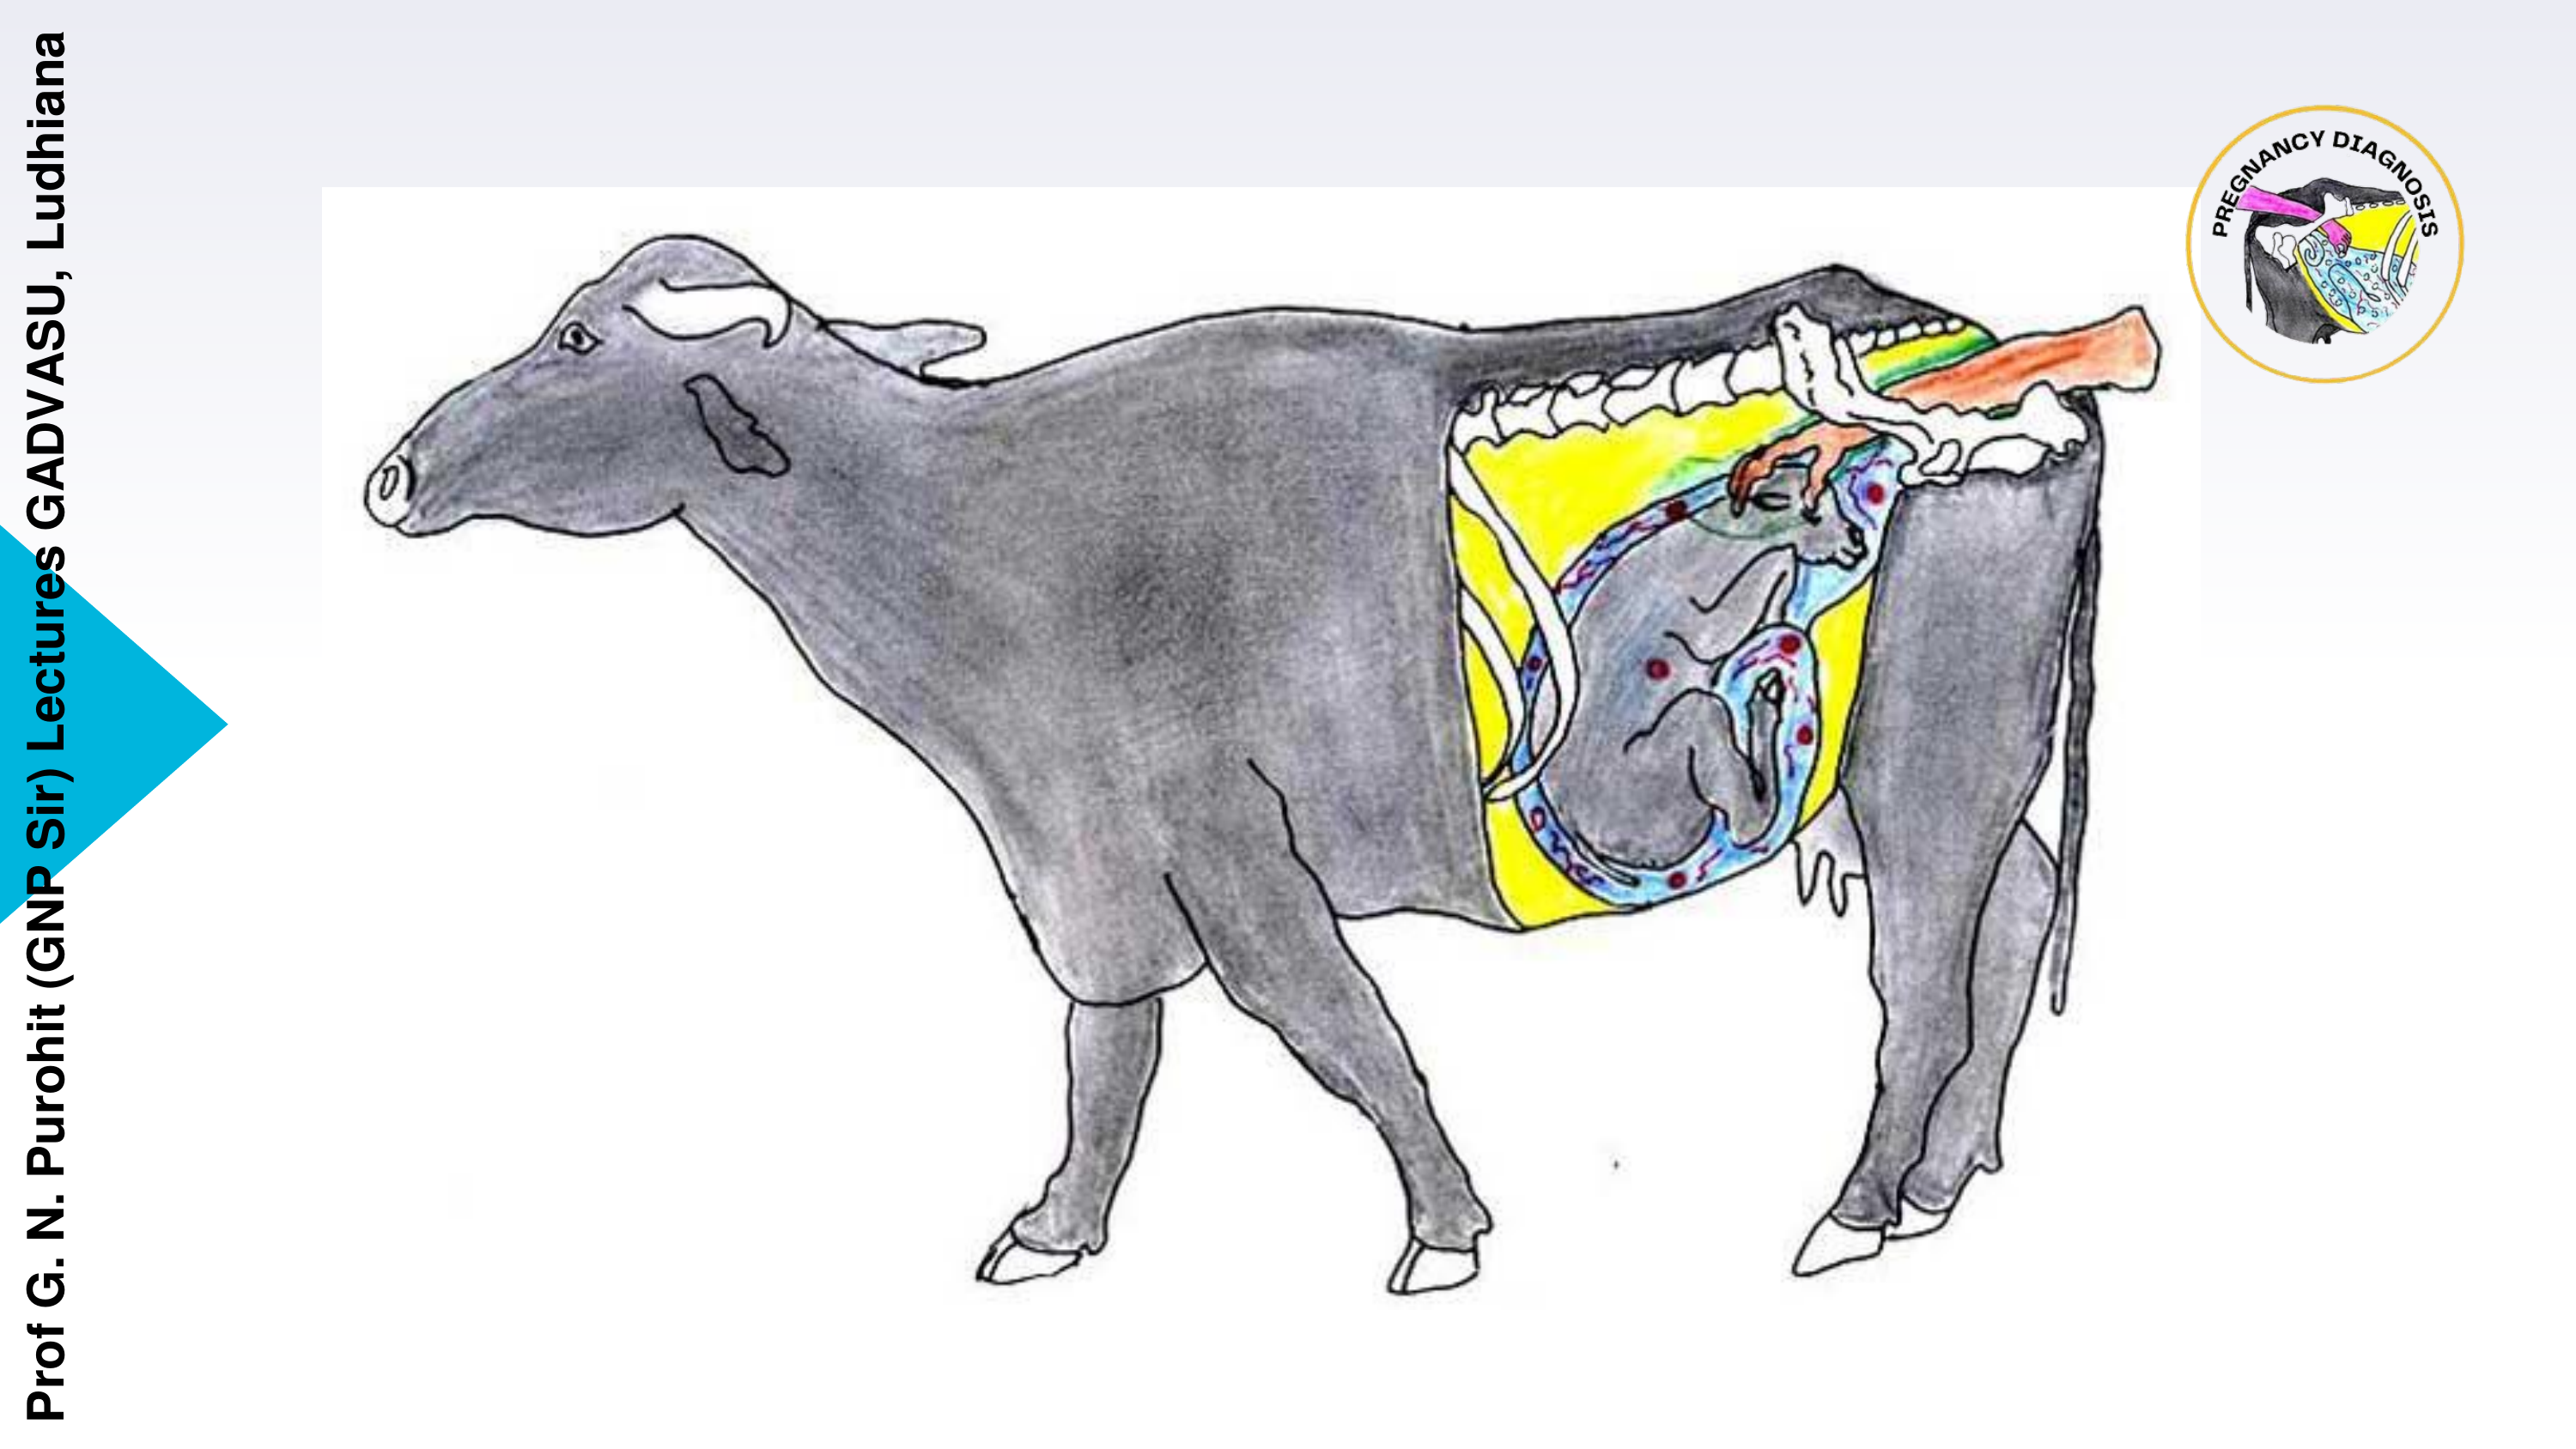 Prof G. N. Purohit (GNP Sir) Lectures GADVASU, Ludhiana
PREGNANCY DIAGNOSIS